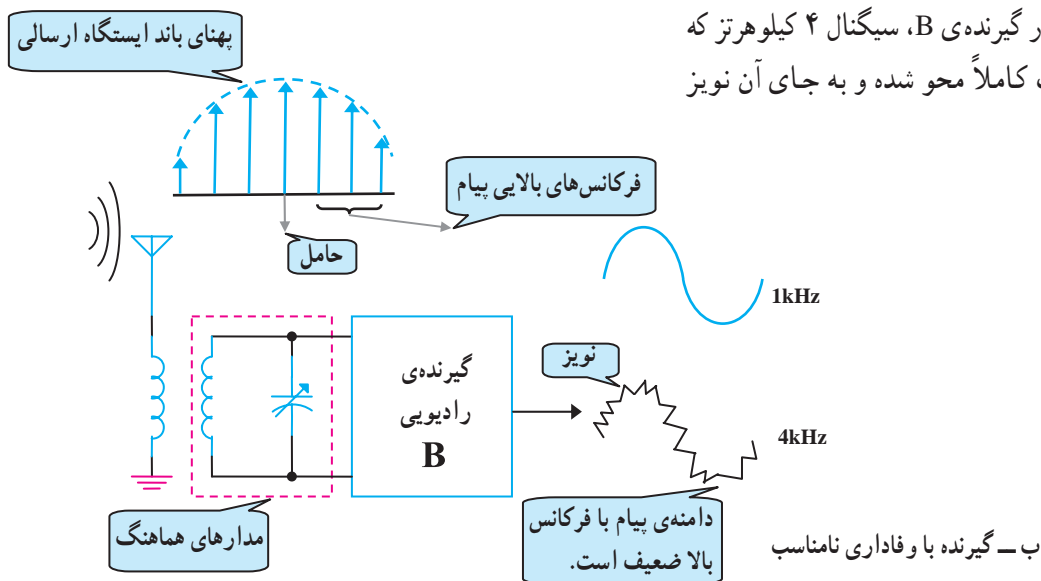 ر گیرنده‌ی B، سیگنال ۴ کیلوهرتز که
کاملاً محو شده و به جای آن نویز
پهنای باند ایستگاه ارسالی
فرکانس‌های بالایی پیام
حامل
1kHz
گیرنده‌ی
رادیویی
B
نویز
4kHz
مدارهای هماهنگ
دامنه‌ی پیام با فرکانس
بالا ضعیف است.
ب ــ گیرنده با وفاداری نامناسب